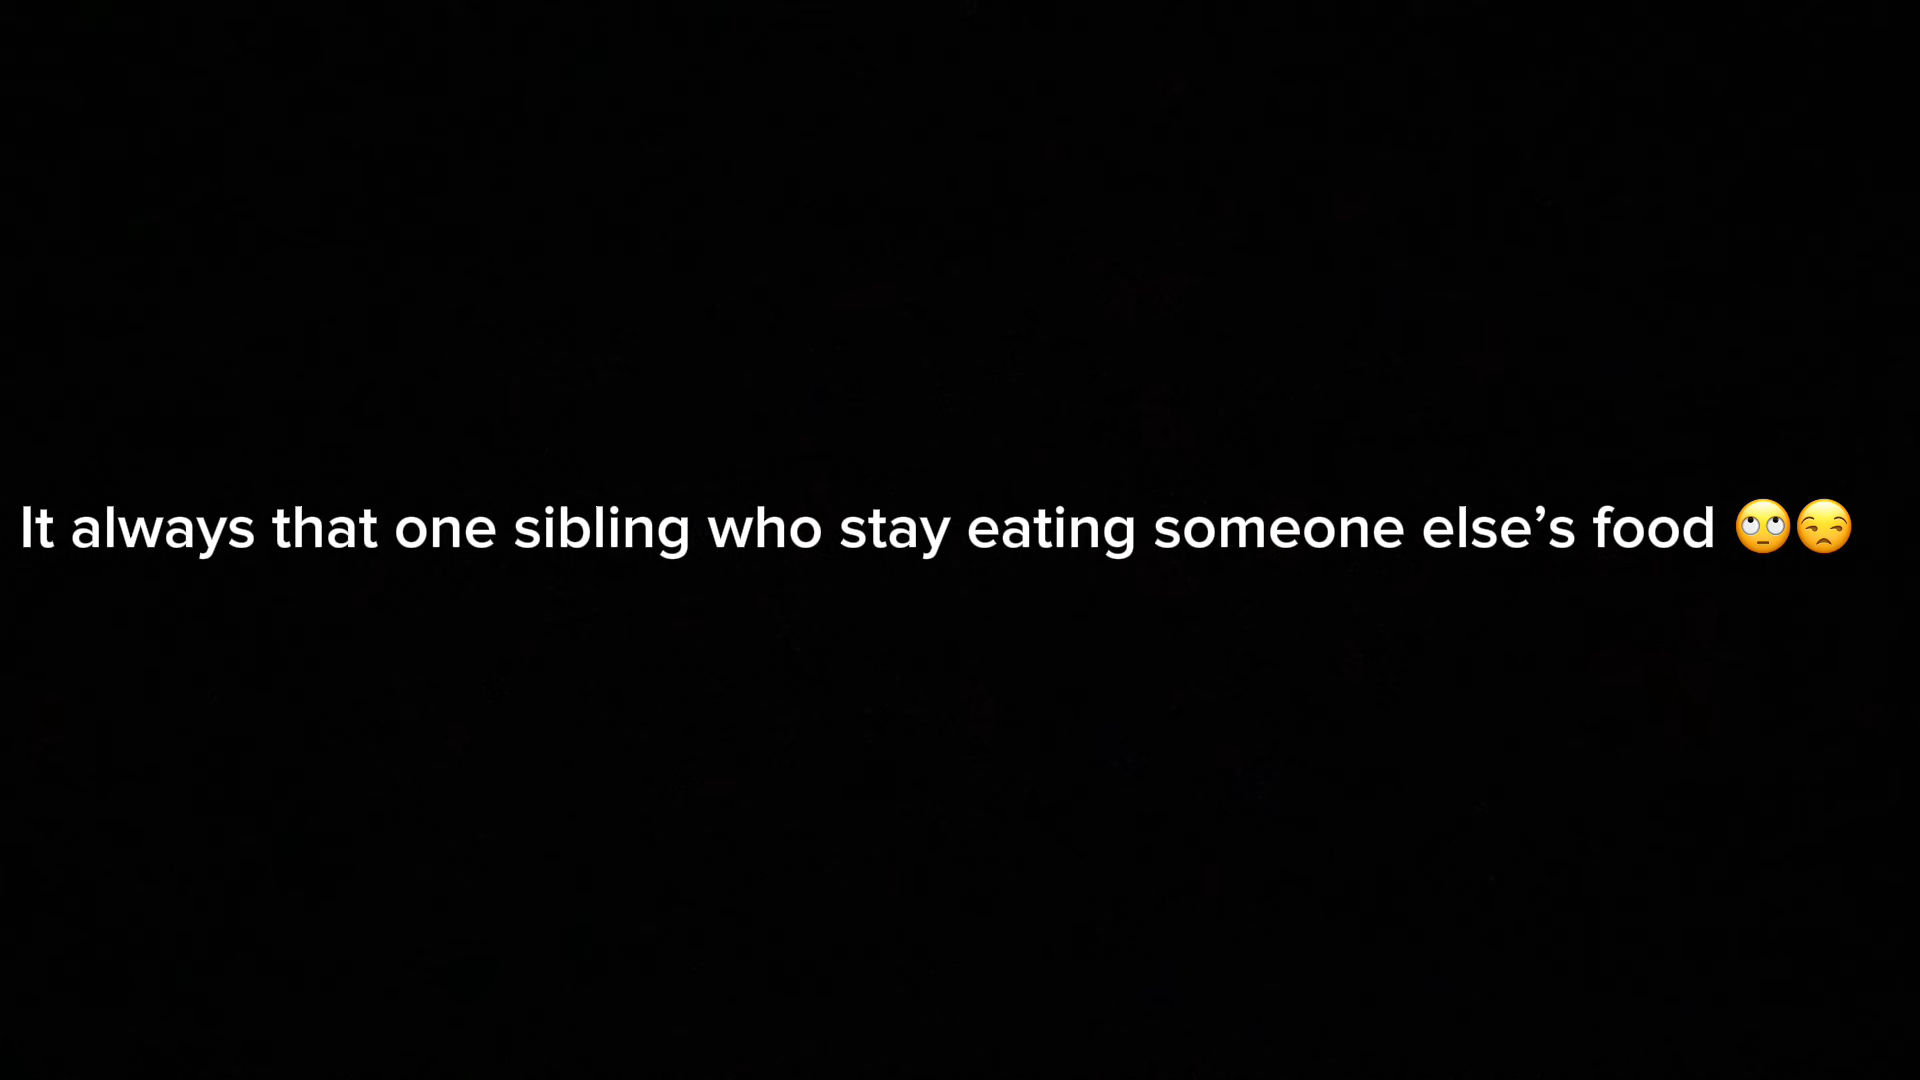 It always that one sibling who stay eating someone else’s food 🙄😒